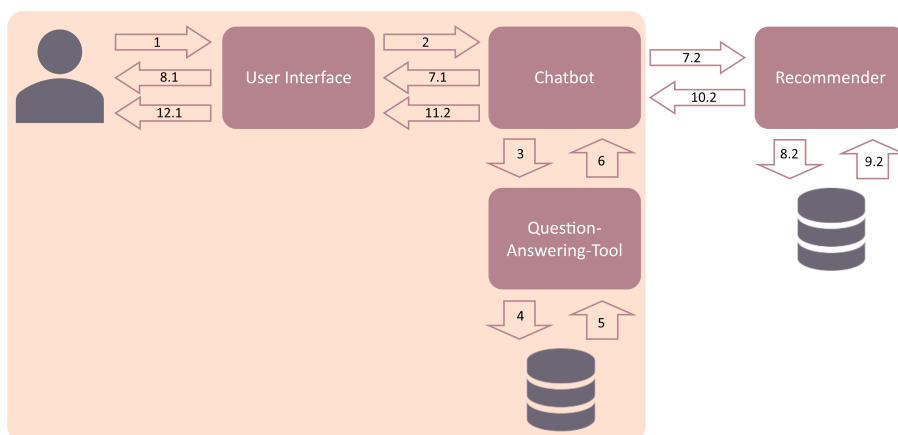 1
2
7.2
8.1
User Interface
7.1
Chatbot
Recommender
12.1
11.2
10.2
3
6
8.2
9.2
Question-
Answering-Tool
4
5